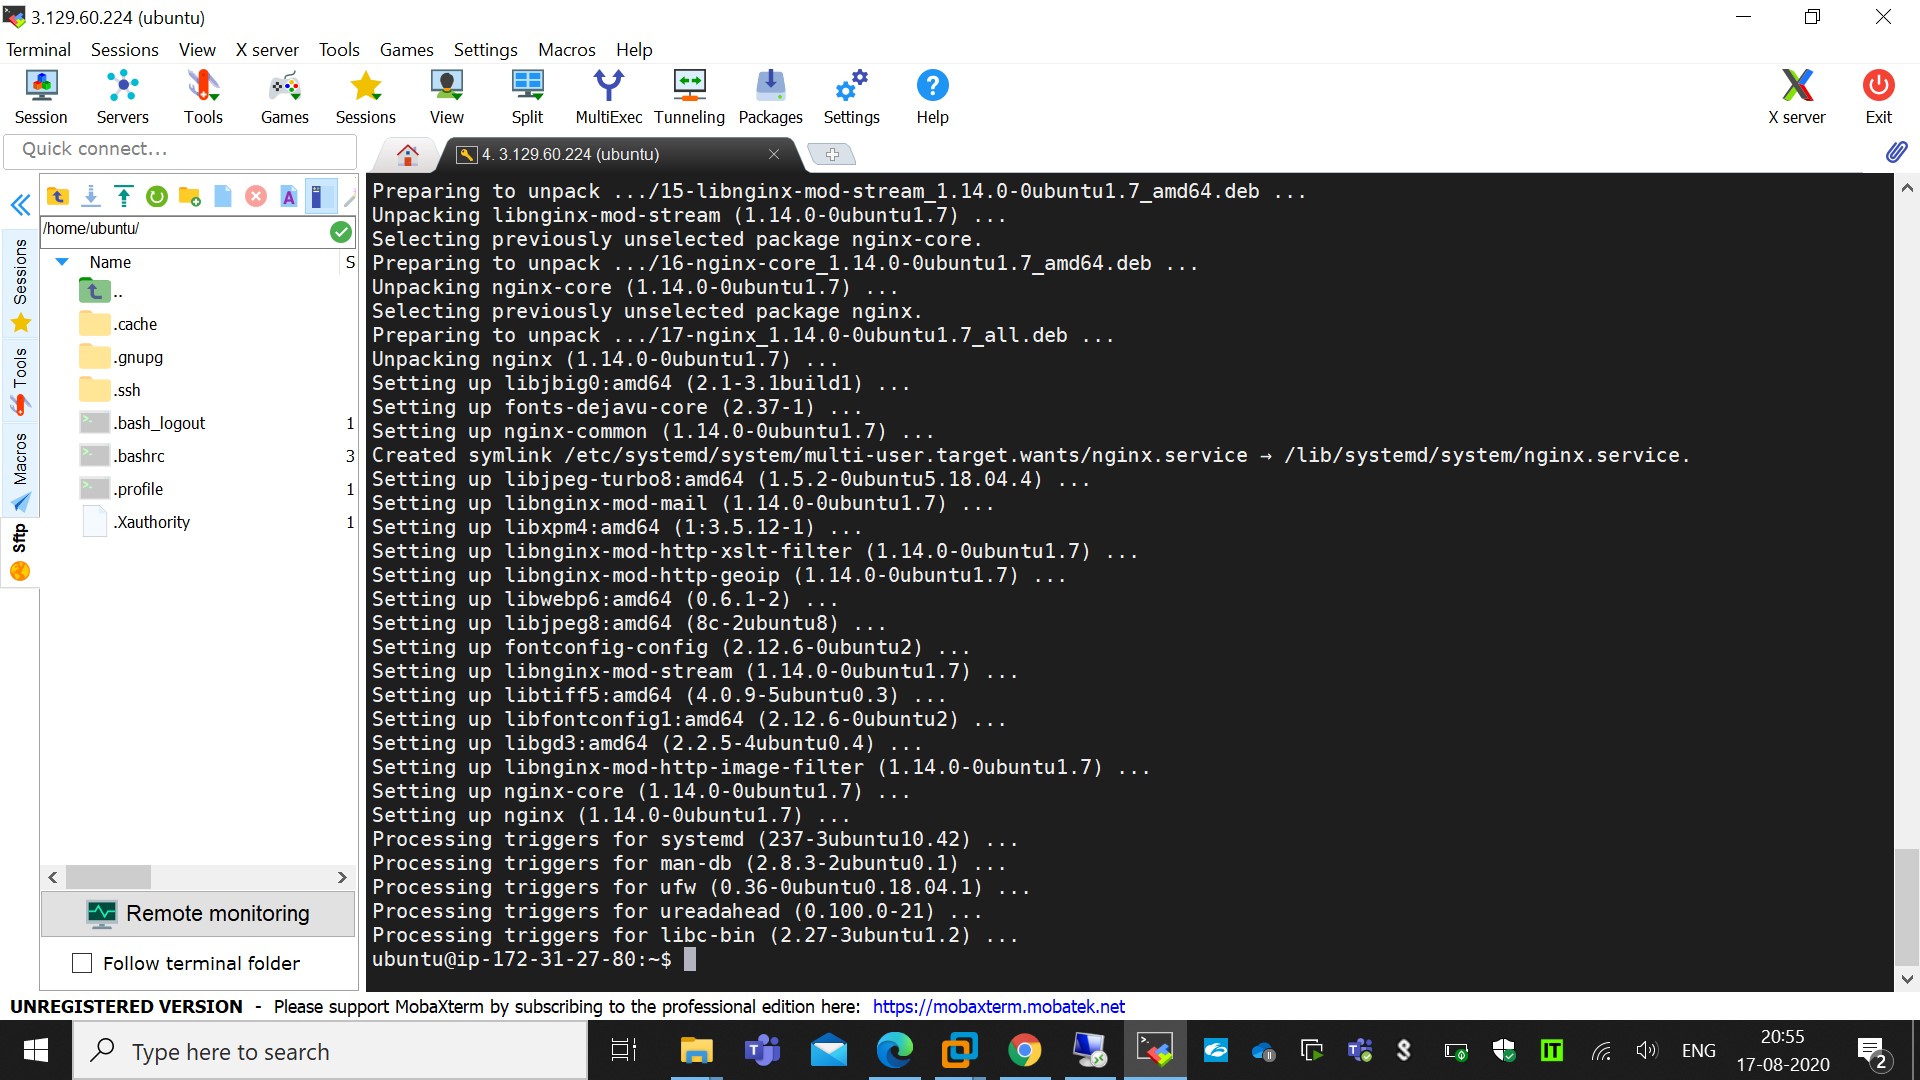 3.129.60.224 (ubuntu)
Terminal Sessions View X server Tools Games Settings Macros Help
Session Servers Tools Games Sessions View Split MultiExec Tunneling Packages Settings Help X server Exit
Quick connect...
4. 3.129.60.224 (ubuntu)
/home/ubuntu/
Name S
..
.cache
.gnupg
.ssh
.bash_logout 1
.bashrc 3
.profile 1
.Xauthority 1
Sessions
Tools
Macros
Sftp
Remote monitoring
Follow terminal folder
Preparing to unpack .../15-libnginx-mod-stream_1.14.0-0ubuntu1.7_amd64.deb ...
Unpacking libnginx-mod-stream (1.14.0-0ubuntu1.7) ...
Selecting previously unselected package nginx-core.
Preparing to unpack .../16-nginx-core_1.14.0-0ubuntu1.7_amd64.deb ...
Unpacking nginx-core (1.14.0-0ubuntu1.7) ...
Selecting previously unselected package nginx.
Preparing to unpack .../17-nginx_1.14.0-0ubuntu1.7_all.deb ...
Unpacking nginx (1.14.0-0ubuntu1.7) ...
Setting up libjbig0:amd64 (2.1-3.1build1) ...
Setting up fonts-dejavu-core (2.37-1) ...
Setting up nginx-common (1.14.0-0ubuntu1.7) ...
Created symlink /etc/systemd/system/multi-user.target.wants/nginx.service → /lib/systemd/system/nginx.service.
Setting up libjpeg-turbo8:amd64 (1.5.2-0ubuntu5.18.04.4) ...
Setting up libnginx-mod-mail (1.14.0-0ubuntu1.7) ...
Setting up libxpm4:amd64 (1:3.5.12-1) ...
Setting up libnginx-mod-http-xslt-filter (1.14.0-0ubuntu1.7) ...
Setting up libnginx-mod-http-geoip (1.14.0-0ubuntu1.7) ...
Setting up libwebp6:amd64 (0.6.1-2) ...
Setting up libjpeg8:amd64 (8c-2ubuntu8) ...
Setting up fontconfig-config (2.12.6-0ubuntu2) ...
Setting up libnginx-mod-stream (1.14.0-0ubuntu1.7) ...
Setting up libtiff5:amd64 (4.0.9-5ubuntu0.3) ...
Setting up libfontconfig1:amd64 (2.12.6-0ubuntu2) ...
Setting up libgd3:amd64 (2.2.5-4ubuntu0.4) ...
Setting up libnginx-mod-http-image-filter (1.14.0-0ubuntu1.7) ...
Setting up nginx-core (1.14.0-0ubuntu1.7) ...
Setting up nginx (1.14.0-0ubuntu1.7) ...
Processing triggers for systemd (237-3ubuntu10.42) ...
Processing triggers for man-db (2.8.3-2ubuntu0.1) ...
Processing triggers for ufw (0.36-0ubuntu0.18.04.1) ...
Processing triggers for ureadahead (0.100.0-21) ...
Processing triggers for libc-bin (2.27-3ubuntu1.2) ...
ubuntu@ip-172-31-27-80:~$
UNREGISTERED VERSION - Please support MobaXterm by subscribing to the professional edition here: https://mobaxterm.mobatek.net
Type here to search
ENG
20:55
17-08-2020
2